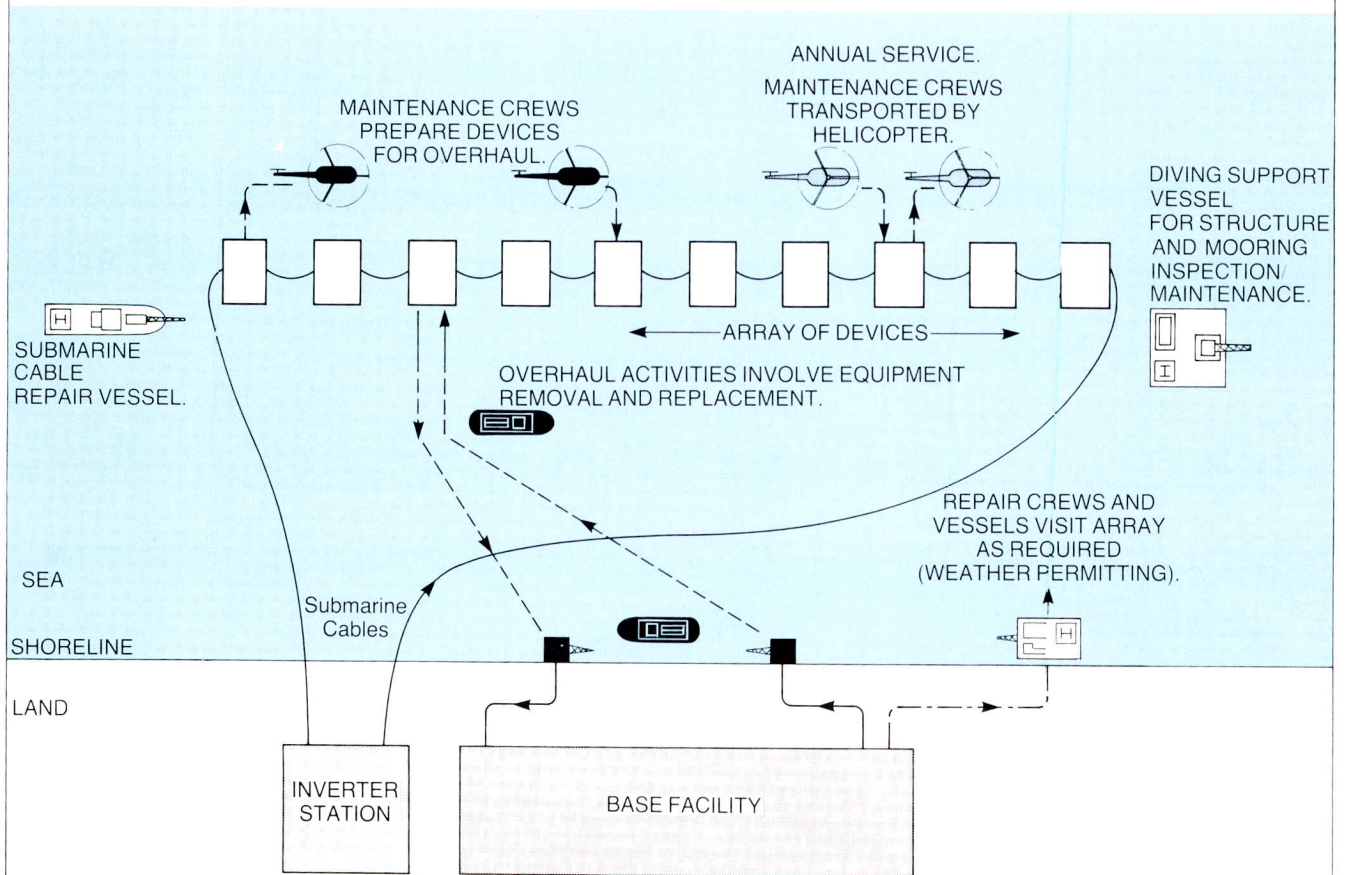 ANNUAL SERVICE.
MAINTENANCE CREWS
TRANSPORTED BY
HELICOPTER.
MAINTENANCE CREWS
PREPARE DEVICES
FOR OVERHAUL.
DIVING SUPPORT
VESSEL
FOR STRUCTURE
AND MOORING
INSPECTION/
MAINTENANCE.
H
SUBMARINE
CABLE
REPAIR VESSEL.
ARRAY OF DEVICES
OVERHAUL ACTIVITIES INVOLVE EQUIPMENT
REMOVAL AND REPLACEMENT.
H
REPAIR CREWS AND
VESSELS VISIT ARRAY
AS REQUIRED
(WEATHER PERMITTING).
H
SEA
Submarine
Cables
SHORELINE
LAND
INVERTER
STATION
BASE FACILITY